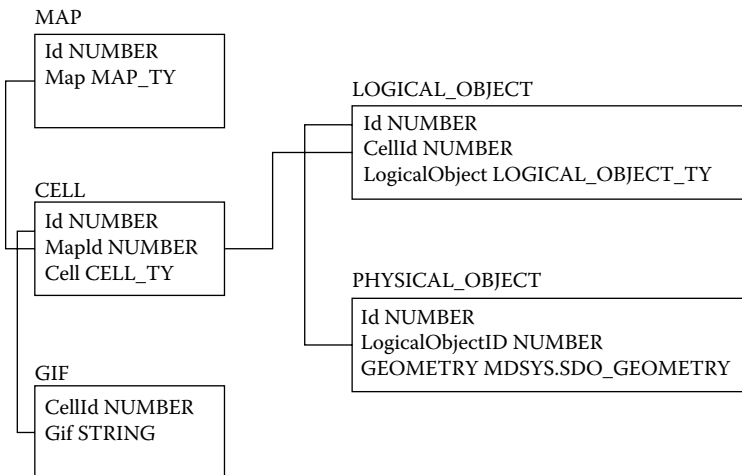 MAP
Id NUMBER
Map MAP_TY
CELL
Id NUMBER
MapId NUMBER
Cell CELL_TY
GIF
CellId NUMBER
Gif STRING
LOGICAL_OBJECT
Id NUMBER
CellId NUMBER
LogicalObject LOGICAL_OBJECT_TY
PHYSICAL_OBJECT
Id NUMBER
LogicalObjectID NUMBER
GEOMETRY MDSYS.SDO_GEOMETRY